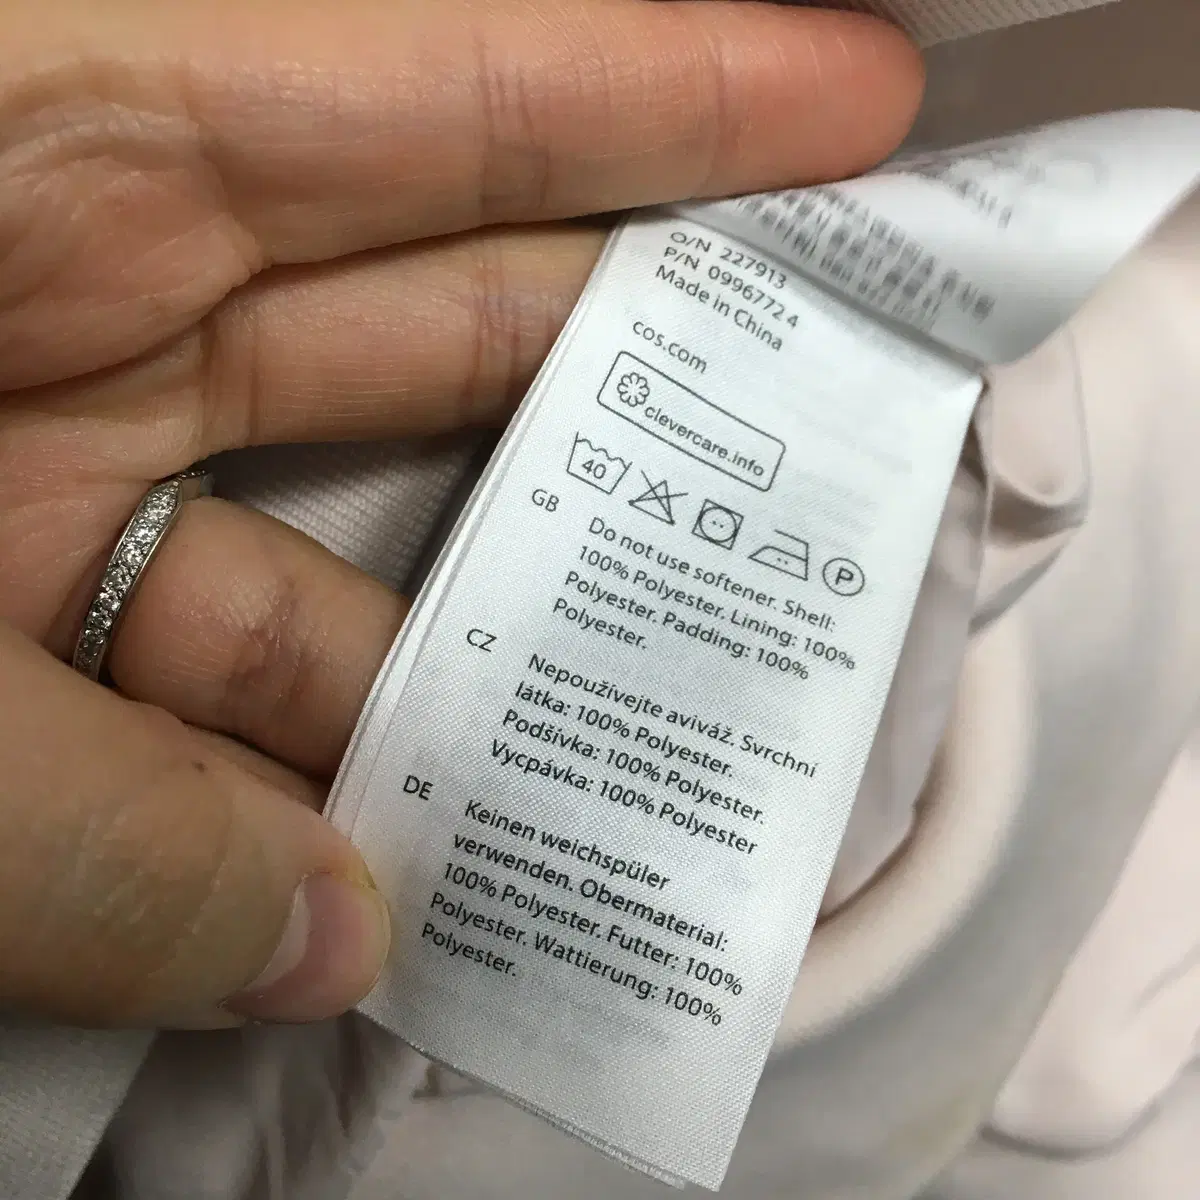 O/N 227913
P/N 0996772 4
Made in China
cos.com
clevercare.info
40
P
GB
Do not use softener. Shell:
100% Polyester. Lining: 100%
Polyester. Padding: 100%
Polyester.
CZ
Nepoužívejte aviváž. Svrchní
látka: 100% Polyester.
Podšívka: 100% Polyester.
Vycpávka: 100% Polyester
DE
Keinen weichspüler
verwenden. Obermaterial:
100% Polyester. Futter: 100%
Polyester. Wattierung: 100%
Polyester.